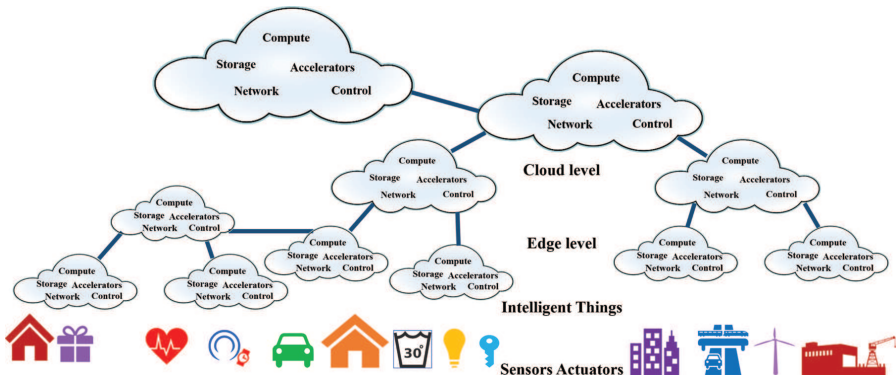 Compute
Storage Accelerators
Network Control
Compute
Storage Accelerators
Network Control
Cloud level
Compute
Storage Accelerators
Network Control
Compute
Storage Accelerators
Network Control
Compute
Storage Accelerators
Network Control
Edge level
Compute
Storage Accelerators
Network Control
Compute
Storage Accelerators
Network Control
Compute
Storage Accelerators
Network Control
Compute
Storage Accelerators
Network Control
Compute
Storage Accelerators
Network Control
Compute
Storage Accelerators
Network Control
Intelligent Things
30°
Sensors Actuators